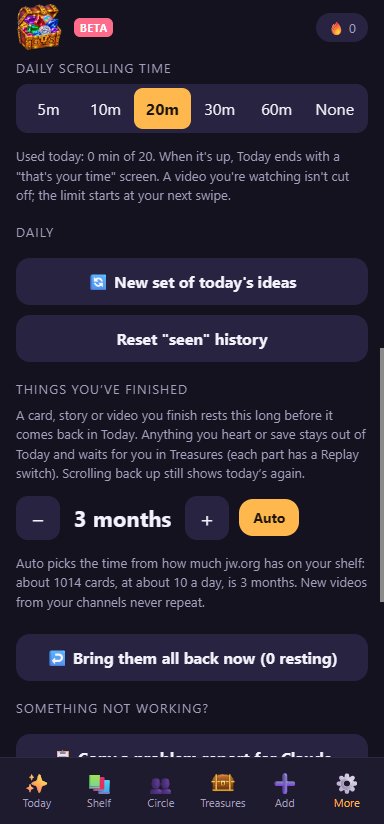 BETA
0
DAILY SCROLLING TIME
5m 10m 20m 30m 60m None
Used today: 0 min of 20. When it's up, Today ends with a
"that's your time" screen. A video you're watching isn't cut
off; the limit starts at your next swipe.
DAILY
New set of today's ideas
Reset "seen" history
THINGS YOU'VE FINISHED
A card, story or video you finish rests this long before it
comes back in Today. Anything you heart or save stays out of
Today and waits for you in Treasures (each part has a Replay
switch). Scrolling back up still shows today's again.
− 3 months + Auto
Auto picks the time from how much jw.org has on your shelf:
about 1014 cards, at about 10 a day, is 3 months. New videos
from your channels never repeat.
Bring them all back now (0 resting)
SOMETHING NOT WORKING?
Copy a problem report for Claude
Today Shelf Circle Treasures Add More